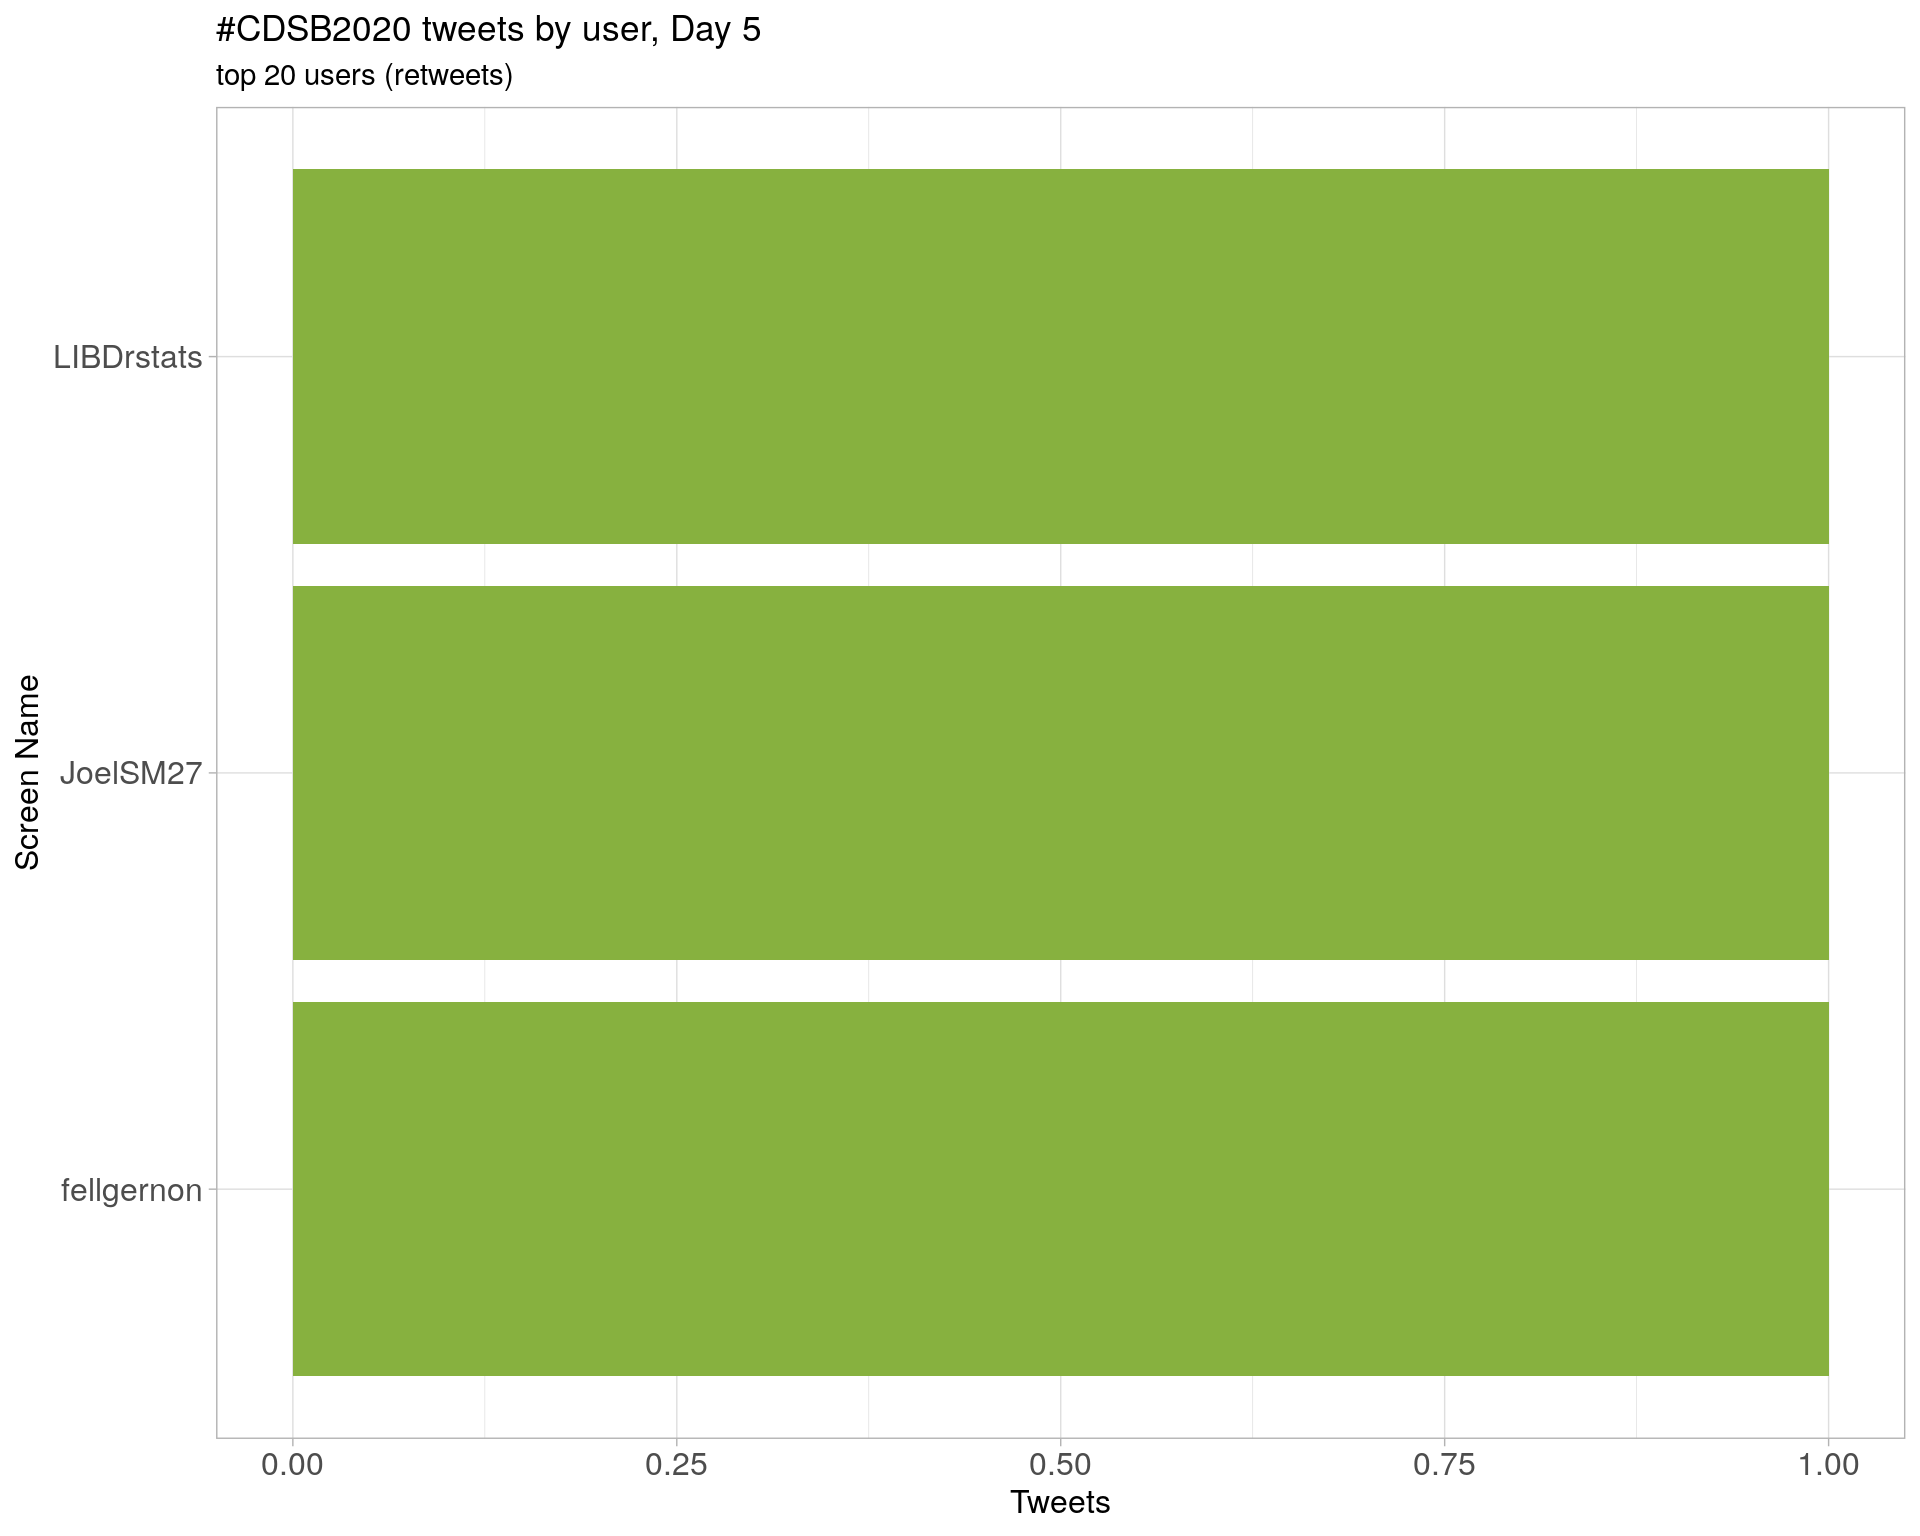 #CDSB2020 tweets by user, Day 5
top 20 users (retweets)
LIBDrstats
JoelSM27
fellgernon
Screen Name
0.00 0.25 0.50 0.75 1.00
Tweets